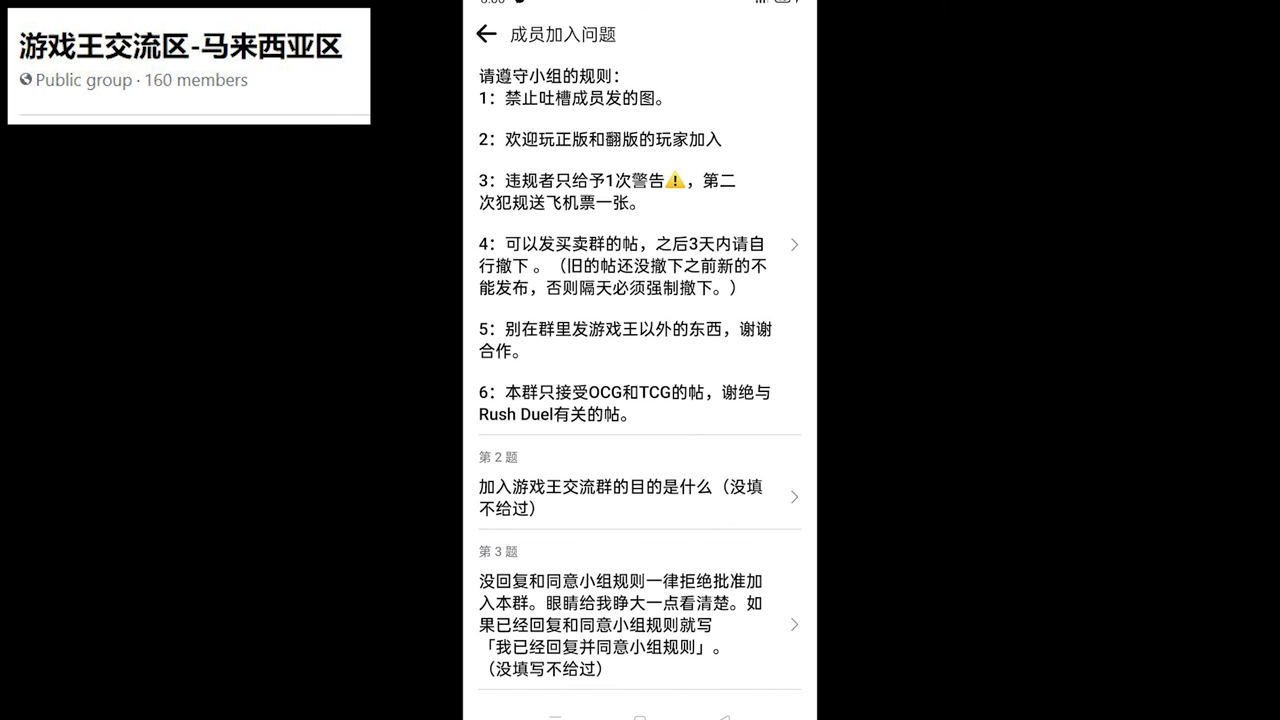 游戏王交流区-马来西亚区
Public group · 160 members
成员加入问题
请遵守小组的规则：
1：禁止吐槽成员发的图。
2：欢迎玩正版和翻版的玩家加入
3：违规者只给予1次警告⚠️，第二
次犯规送飞机票一张。
4：可以发买卖群的帖，之后3天内请自
行撤下 。（旧的帖还没撤下之前新的不
能发布，否则隔天必须强制撤下。）
5：别在群里发游戏王以外的东西，谢谢
合作。
6：本群只接受OCG和TCG的帖，谢绝与
Rush Duel有关的帖。
第 2 题
加入游戏王交流群的目的是什么（没填
不给过）
第 3 题
没回复和同意小组规则一律拒绝批准加
入本群。眼睛给我睁大一点看清楚。如
果已经回复和同意小组规则就写
「我已经回复并同意小组规则」。
（没填写不给过）